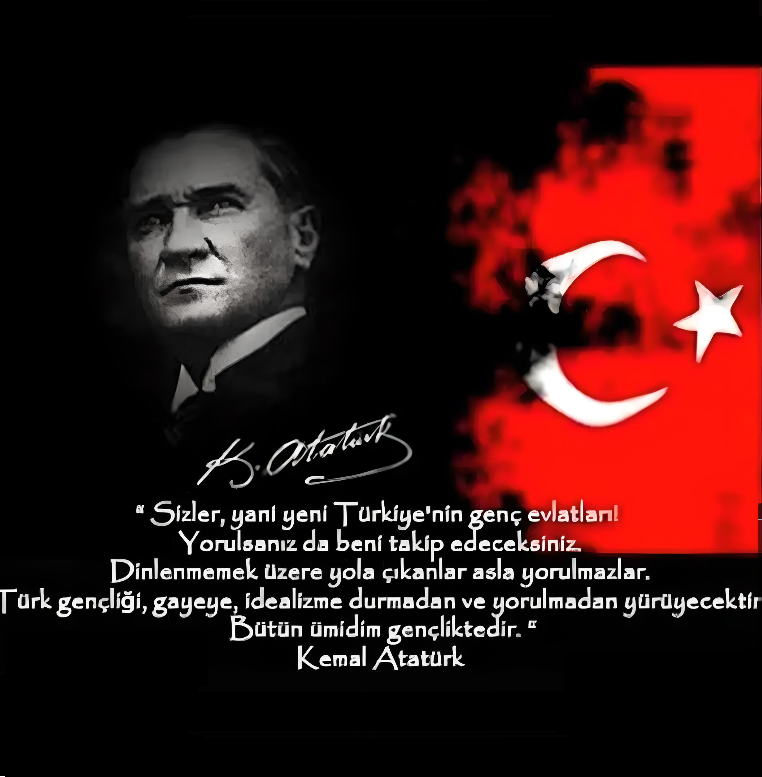 K. Atatürk
“ Sizler, yani yeni Türkiye'nin genç evlatları!
Yorulsanız da beni takip edeceksiniz.
Dinlenmemek üzere yola çıkanlar asla yorulmazlar.
Türk gençliği, gayeye, idealizme durmadan ve yorulmadan yürüyecektir
Bütün ümidim gençliktedir. “
Kemal Atatürk